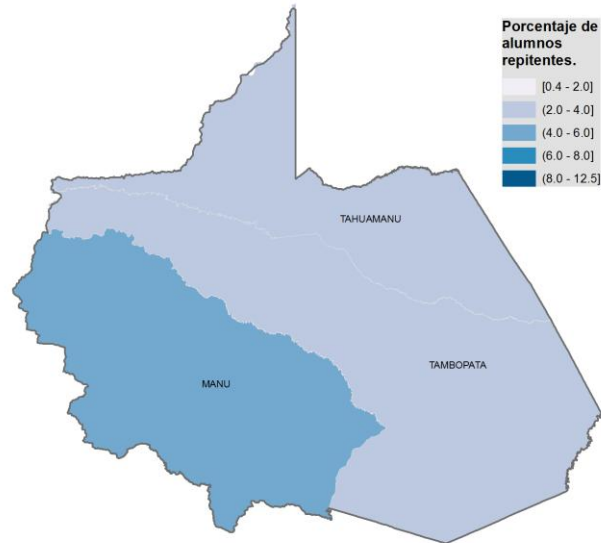 Porcentaje de
alumnos
repitentes.
[0.4 - 2.0]
(2.0 - 4.0]
(4.0 - 6.0]
(6.0 - 8.0]
(8.0 - 12.5]
TAHUAMANU
TAMBOPATA
MANU